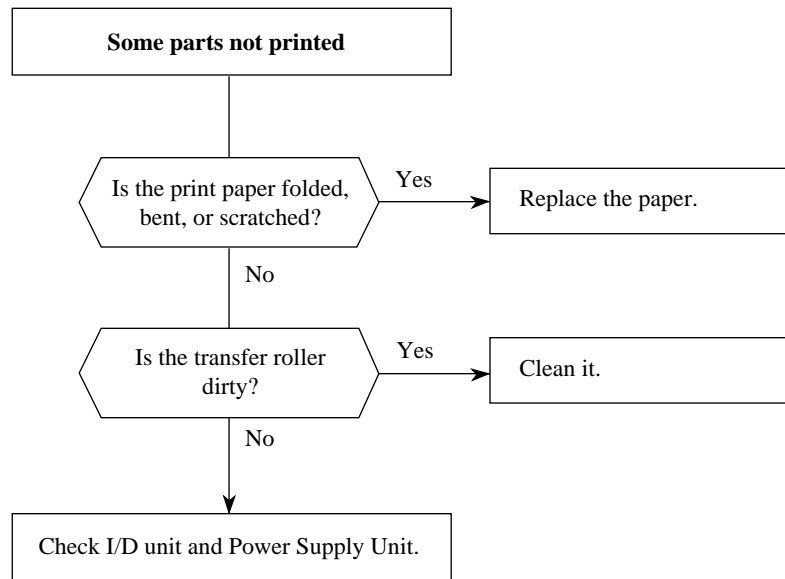 Some parts not printed
Is the print paper folded,
bent, or scratched?
Yes
Replace the paper.
No
Is the transfer roller
dirty?
Yes
Clean it.
No
Check I/D unit and Power Supply Unit.